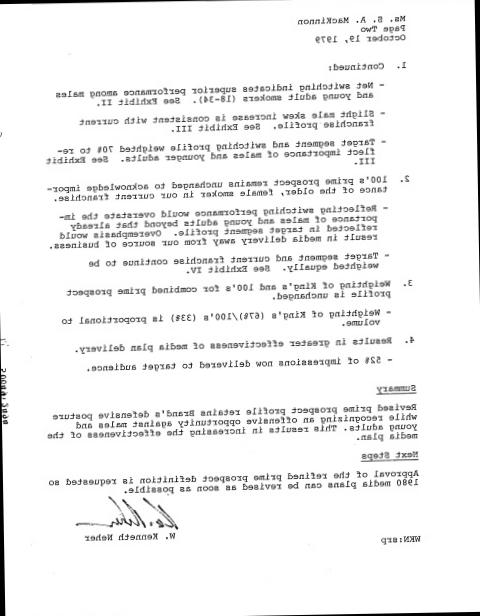 Ms. S. A. MacKinnon
Page Two
October 19, 1979
1. Continued:
- Net switching indicates superior performance among males
and young adult smokers (18-34). See Exhibit II.
- Slight male skew increase is consistent with current
franchise profile. See Exhibit III.
- Target segment and switching profile weighted 70% to re-
flect importance of males and younger adults. See Exhibit
III.
2. 100's prime prospect remains unchanged to acknowledge impor-
tance of the older, female smoker in our current franchise.
- Reflecting switching performance would overstate the im-
portance of males and young adults beyond that already
reflected in target segment profile. Overemphasis would
result in media delivery away from our source of business.
- Target segment and current franchise continue to be
weighted equally. See Exhibit IV.
3. Weighting of King's and 100's for combined prime prospect
profile is unchanged.
- Weighting of King's (67%)/100's (33%) is proportional to
volume.
4. Results in greater effectiveness of media plan delivery.
- 52% of impressions now delivered to target audience.
Summary
Revised prime prospect profile retains Brand's defensive posture
while recognizing an offensive opportunity against males and
young adults. This results in increasing the effectiveness of the
media plan.
Next Steps
Approval of the refined prime prospect definition is requested so
1980 media plans can be revised as soon as possible.
W. Kenneth Neher
WKN:srp